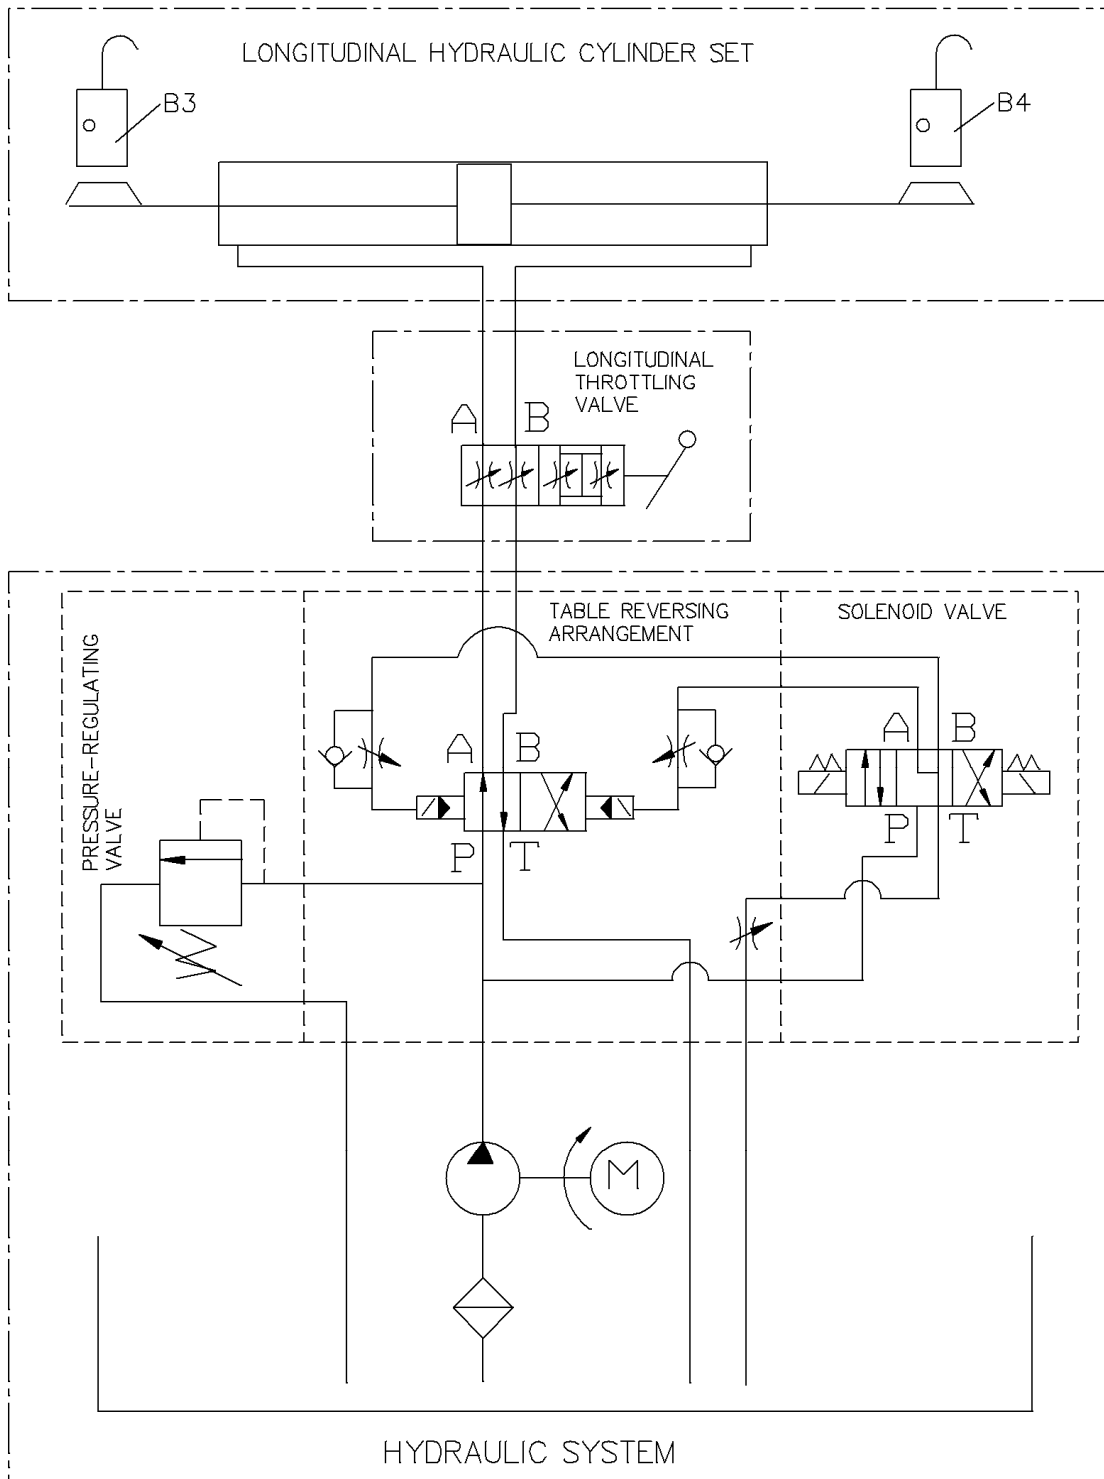 LONGITUDINAL HYDRAULIC CYLINDER SET
B3
B4
LONGITUDINAL
THROTTLING
VALVE
A B
TABLE REVERSING
ARRANGEMENT
SOLENOID VALVE
PRESSURE-REGULATING
VALVE
A B
A B
P T
P T
M
HYDRAULIC SYSTEM